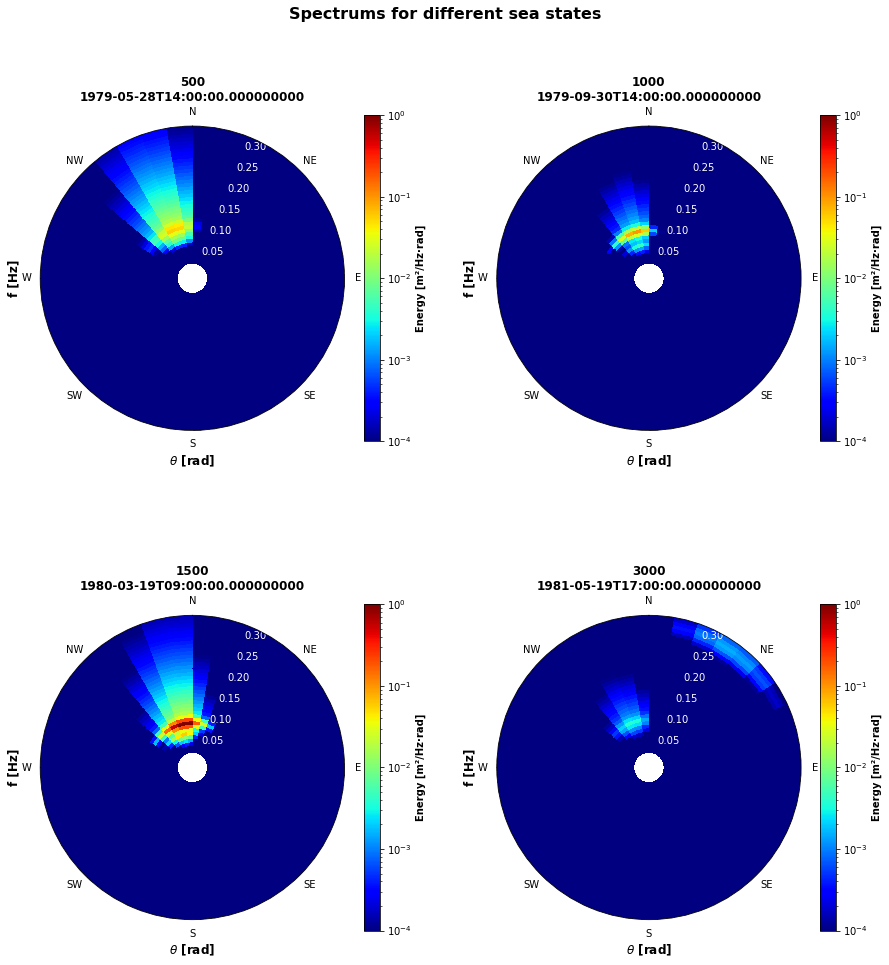 Spectrums for different sea states
500
1979-05-28T14:00:00.000000000
N
NW
NE
W
E
SW
SE
S
0.30
0.25
0.20
0.15
0.10
0.05
f [Hz]
θ [rad]
10⁰
10⁻¹
10⁻²
10⁻³
10⁻⁴
Energy [m²/Hz·rad]
1000
1979-09-30T14:00:00.000000000
N
NW
NE
W
E
SW
SE
S
0.30
0.25
0.20
0.15
0.10
0.05
f [Hz]
θ [rad]
10⁰
10⁻¹
10⁻²
10⁻³
10⁻⁴
Energy [m²/Hz·rad]
1500
1980-03-19T09:00:00.000000000
N
NW
NE
W
E
SW
SE
S
0.30
0.25
0.20
0.15
0.10
0.05
f [Hz]
θ [rad]
10⁰
10⁻¹
10⁻²
10⁻³
10⁻⁴
Energy [m²/Hz·rad]
3000
1981-05-19T17:00:00.000000000
N
NW
NE
W
E
SW
SE
S
0.30
0.25
0.20
0.15
0.10
0.05
f [Hz]
θ [rad]
10⁰
10⁻¹
10⁻²
10⁻³
10⁻⁴
Energy [m²/Hz·rad]